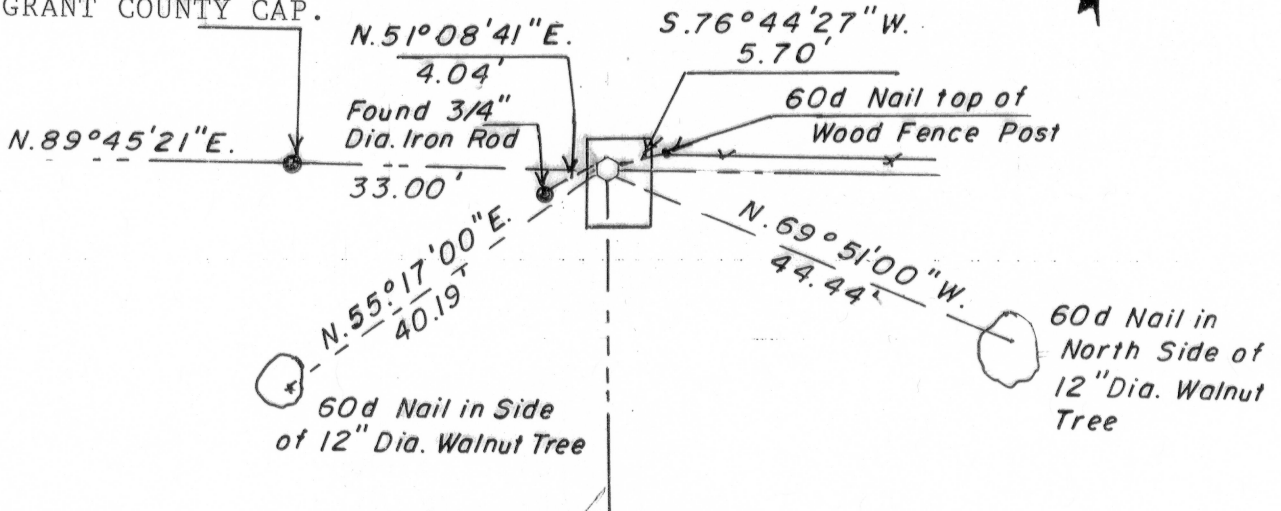 GRANT COUNTY CAP.
N.51°08'41"E.
4.04'
S.76°44'27"W.
5.70'
Found 3/4"
Dia. Iron Rod
60d Nail top of
Wood Fence Post
N.89°45'21"E.
33.00'
N.55°17'00"E.
40.19'
N.69°51'00"W.
44.44'
60d Nail in Side
of 12" Dia. Walnut Tree
60d Nail in
North Side of
12" Dia. Walnut
Tree